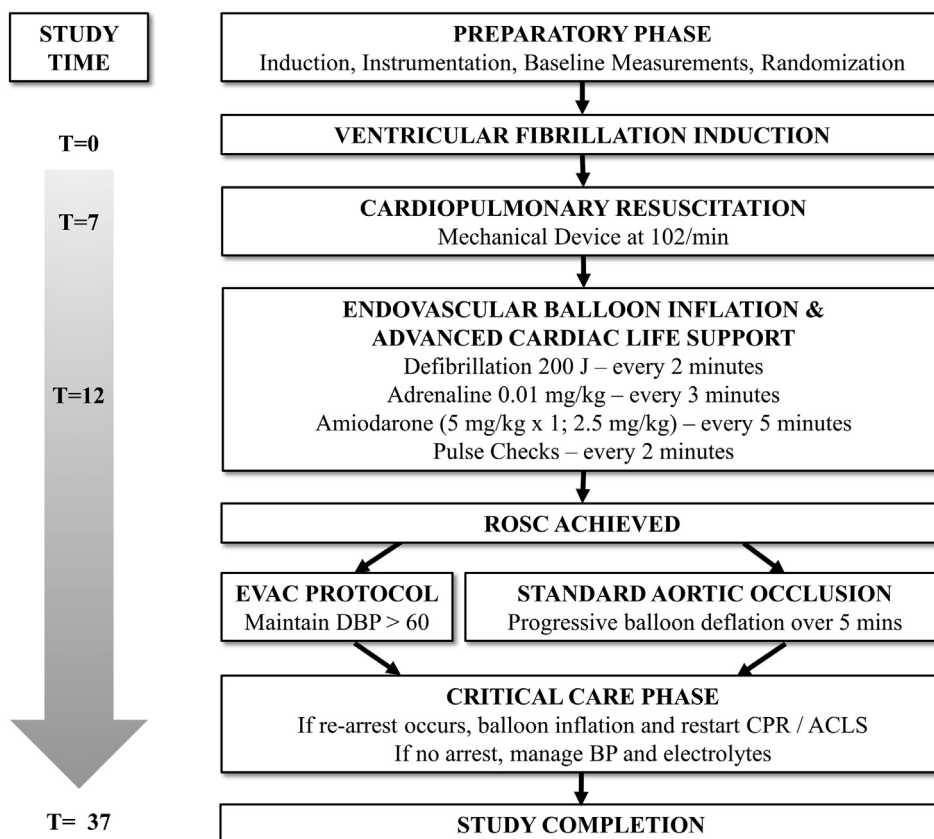 STUDY
TIME
PREPARATORY PHASE
Induction, Instrumentation, Baseline Measurements, Randomization
T=0
VENTRICULAR FIBRILLATION INDUCTION
T=7
CARDIOPULMONARY RESUSCITATION
Mechanical Device at 102/min
T=12
ENDOVASCULAR BALLOON INFLATION &
ADVANCED CARDIAC LIFE SUPPORT
Defibrillation 200 J – every 2 minutes
Adrenaline 0.01 mg/kg – every 3 minutes
Amiodarone (5 mg/kg x 1; 2.5 mg/kg) – every 5 minutes
Pulse Checks – every 2 minutes
ROSC ACHIEVED
EVAC PROTOCOL
Maintain DBP > 60
STANDARD AORTIC OCCLUSION
Progressive balloon deflation over 5 mins
CRITICAL CARE PHASE
If re-arrest occurs, balloon inflation and restart CPR / ACLS
If no arrest, manage BP and electrolytes
T= 37
STUDY COMPLETION